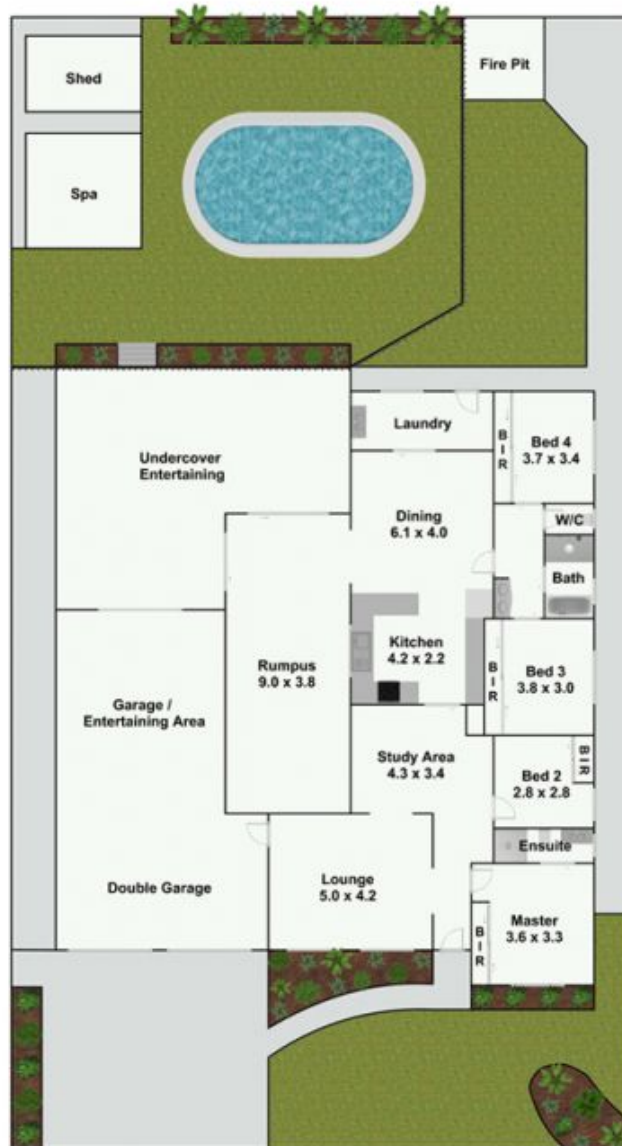 Shed
Fire Pit
Spa
Laundry
B
I
R
Bed 4
3.7 x 3.4
Undercover
Entertaining
Dining
6.1 x 4.0
W/C
Bath
Kitchen
4.2 x 2.2
Rumpus
9.0 x 3.8
B
I
R
Bed 3
3.8 x 3.0
Garage /
Entertaining Area
Study Area
4.3 x 3.4
Bed 2
2.8 x 2.8
B
I
R
Ensuite
Lounge
5.0 x 4.2
Double Garage
B
I
R
Master
3.6 x 3.3